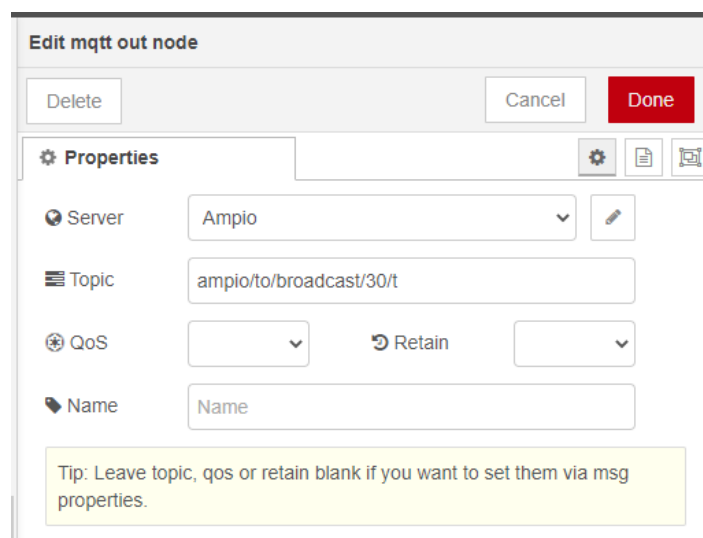 Edit mqtt out node
Delete
Cancel
Done
Properties
Server
Ampio
Topic
ampio/to/broadcast/30/t
QoS
Retain
Name
Name
Tip: Leave topic, qos or retain blank if you want to set them via msg
properties.